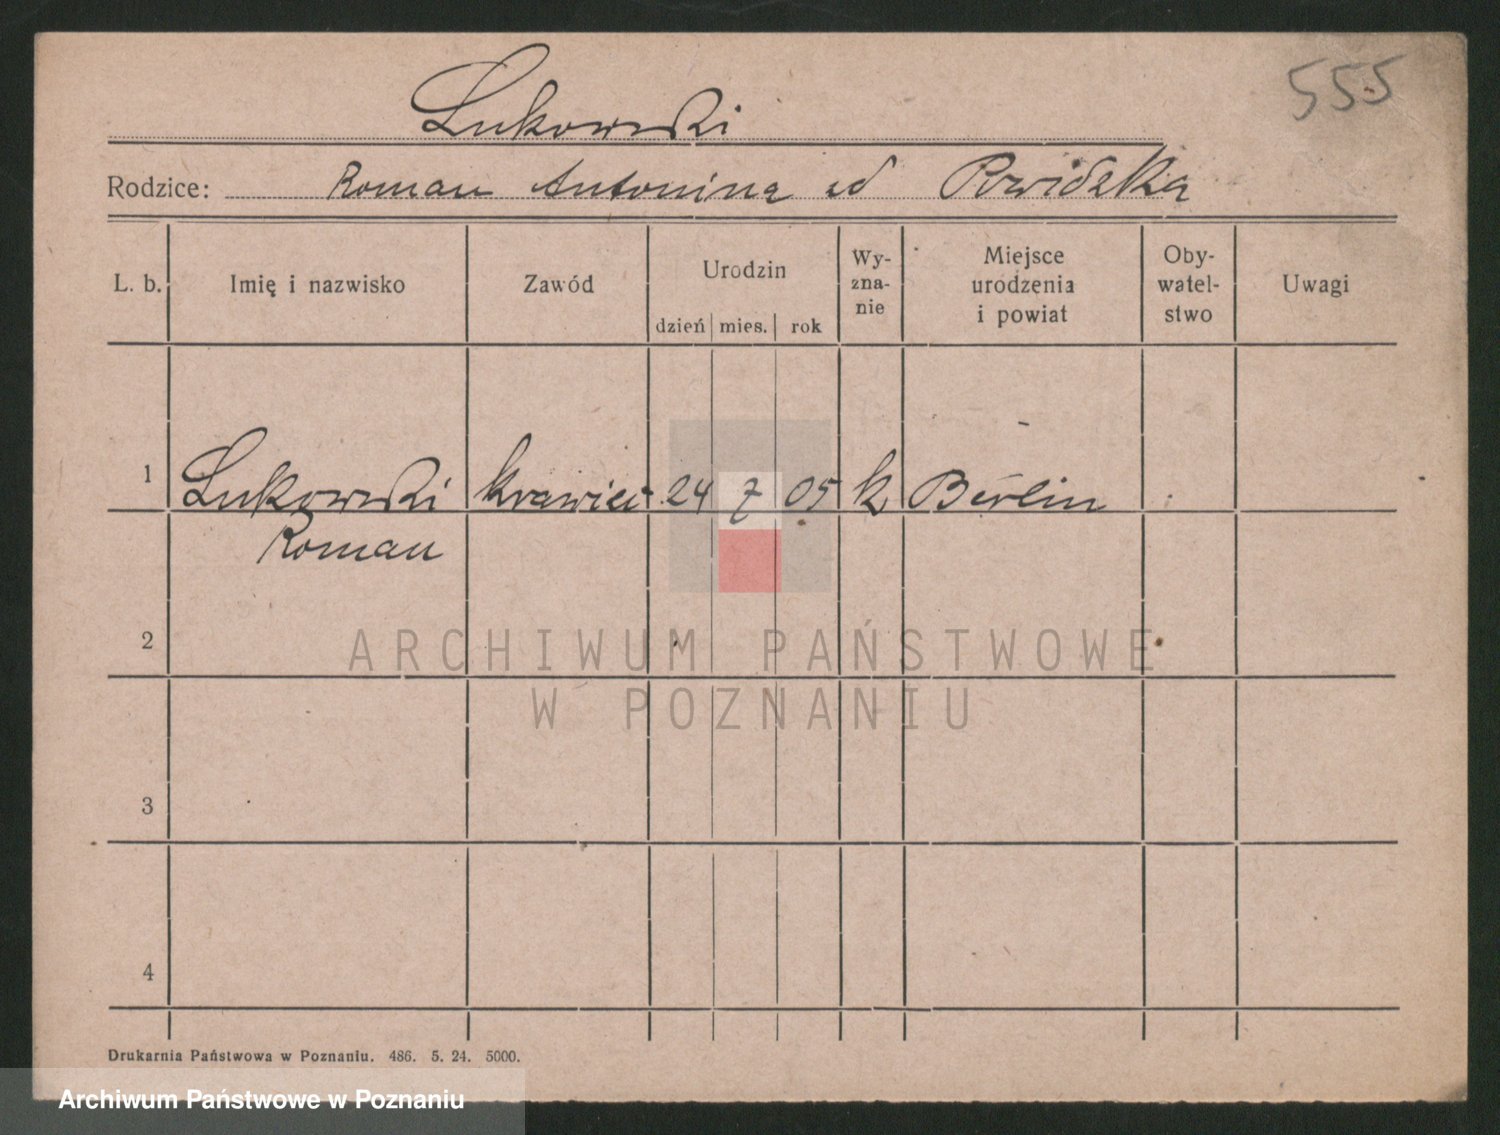 555
Lukowski
Rodzice: Roman Antonina zd
L. b. Imię i nazwisko Zawód Urodzin dzień mies. rok Wy-zna-nie Miejsce urodzenia i powiat Oby-watel-stwo Uwagi
1 Lukowski krawiec 24 7 05 k Berlin
Roman
2
3
4
ARCHIWUM PAŃSTWOWE
W POZNANIU
Drukarnia Państwowa w Poznaniu. 486. 5. 24. 5000.
Archiwum Państwowe w Poznaniu